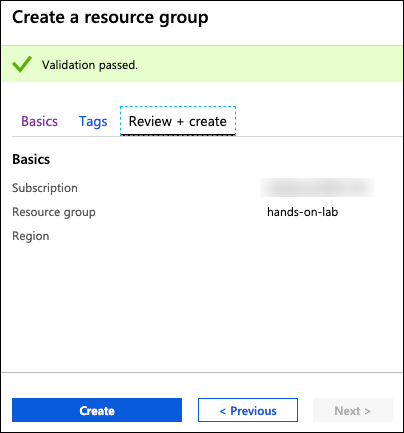 Create a resource group
Validation passed.
Basics Tags Review + create
Basics
Subscription
Resource group hands-on-lab
Region
Create < Previous Next >